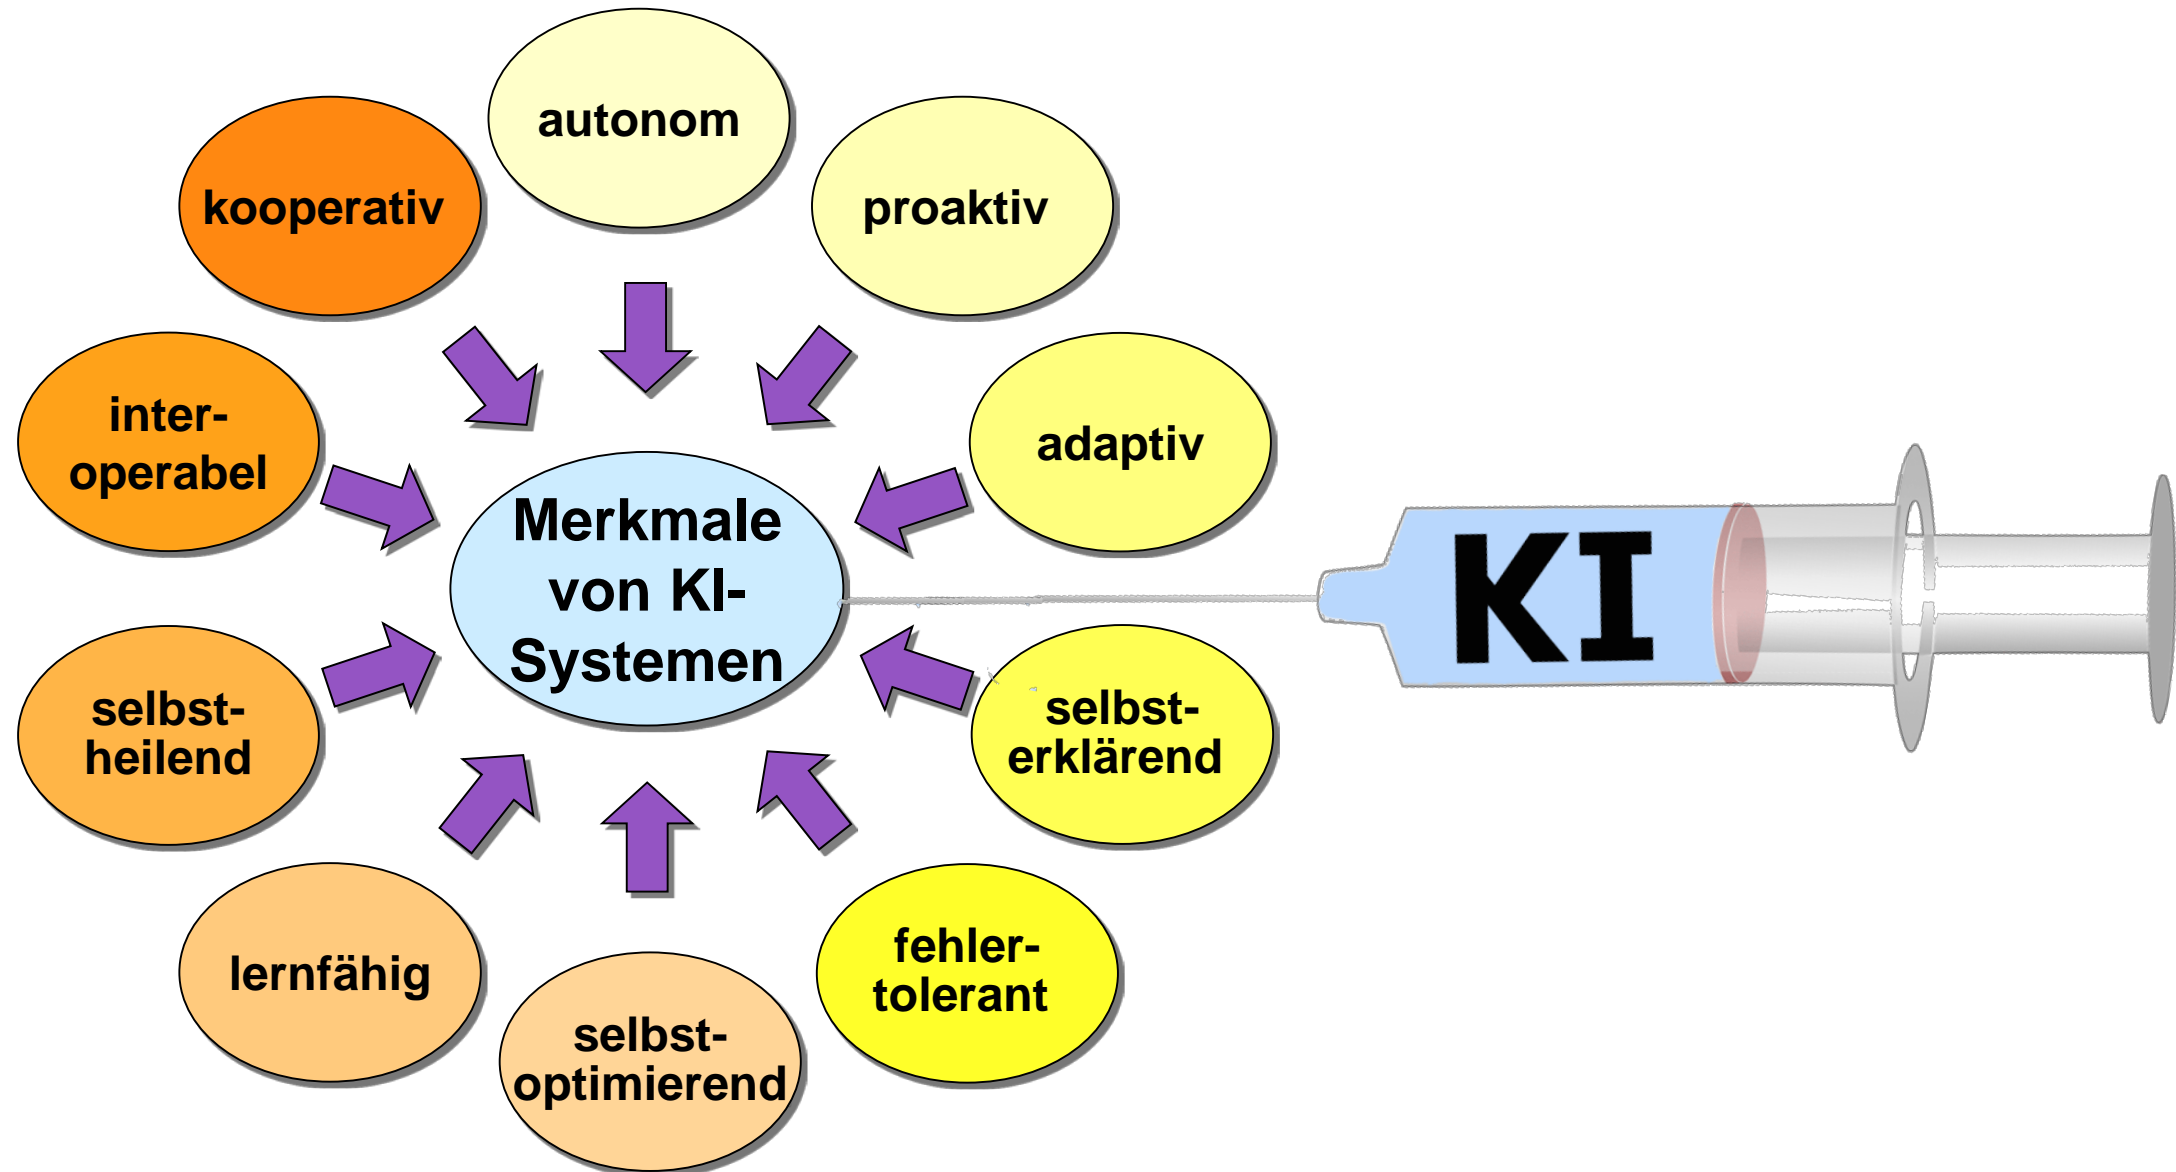 autonom
kooperativ
proaktiv
inter-
operabel
adaptiv
Merkmale
von KI-
Systemen
KI
selbst-
heilend
selbst-
erklärend
lernfähig
fehler-
tolerant
selbst-
optimierend